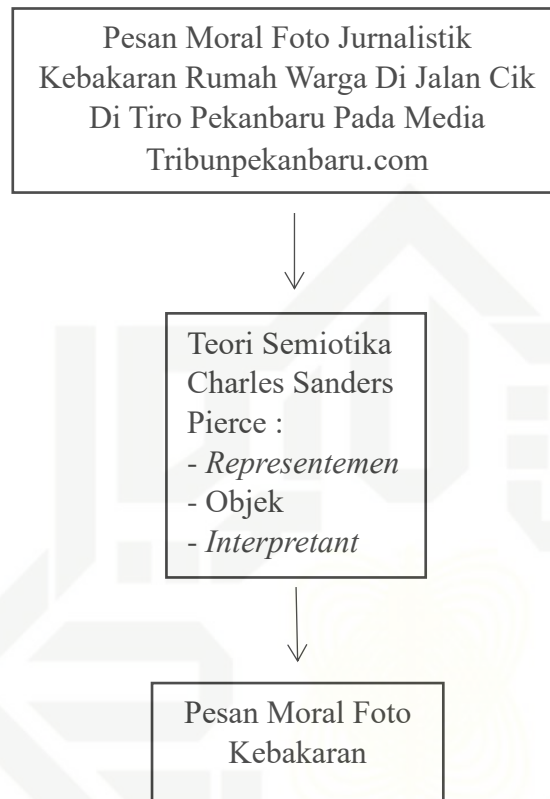 Pesan Moral Foto Jurnalistik
Kebakaran Rumah Warga Di Jalan Cik
Di Tiro Pekanbaru Pada Media
Tribunpekanbaru.com
Teori Semiotika
Charles Sanders
Pierce :
- Representemen
- Objek
- Interpretant
Pesan Moral Foto
Kebakaran